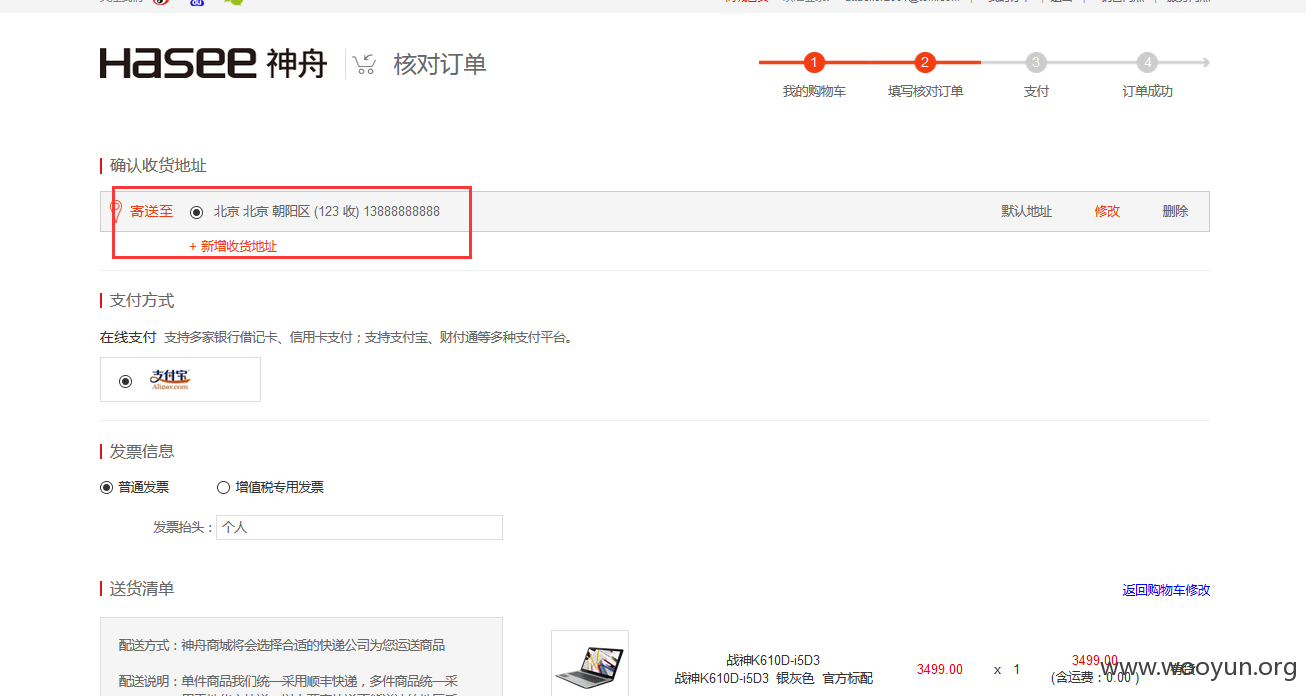 Hasee 神舟 核对订单
1 2 3 4
我的购物车 填写核对订单 支付 订单成功
确认收货地址
寄送至 北京 北京 朝阳区 (123 收) 13888888888 默认地址 修改 删除
+ 新增收货地址
支付方式
在线支付 支持多家银行借记卡、信用卡支付；支持支付宝、财付通等多种支付平台。
支付宝
Alipay.com
发票信息
普通发票 增值税专用发票
发票抬头： 个人
送货清单 返回购物车修改
配送方式：神舟商城将会选择合适的快递公司为您运送商品
战神K610D-i5D3
战神K610D-i5D3 银灰色 官方标配
3499.00 x 1 3499.00
(含运费：0.00 )
配送说明：单件商品我们统一采用顺丰快递，多件商品统一采
www.wooyun.org